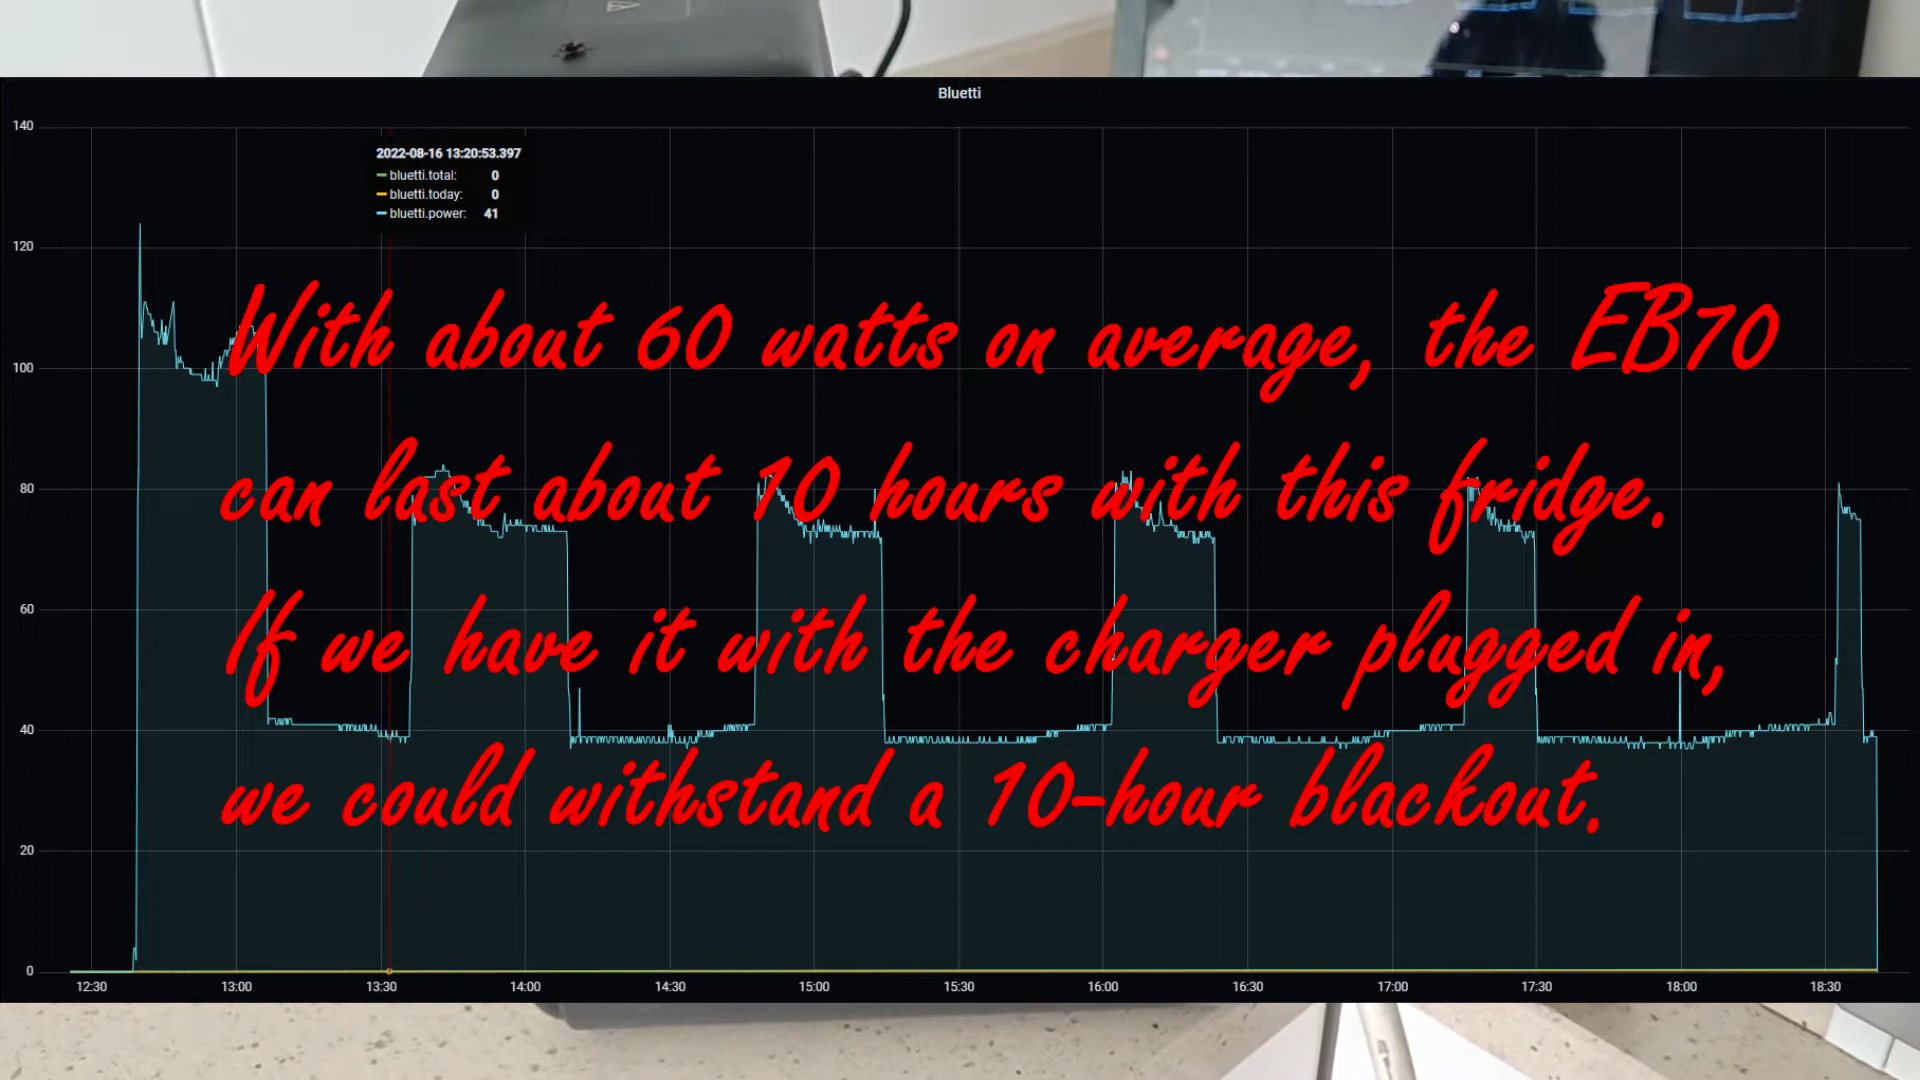 Bluetti
140
2022-08-16 13:20:53.397
bluetti.total: 0
bluetti.today: 0
bluetti.power: 41
120
With about 60 watts on average, the EB70
100
can last about 10 hours with this fridge.
80
If we have it with the charger plugged in,
60
40
we could withstand a 10-hour blackout.
20
0
12:30 13:00 13:30 14:00 14:30 15:00 15:30 16:00 16:30 17:00 17:30 18:00 18:30